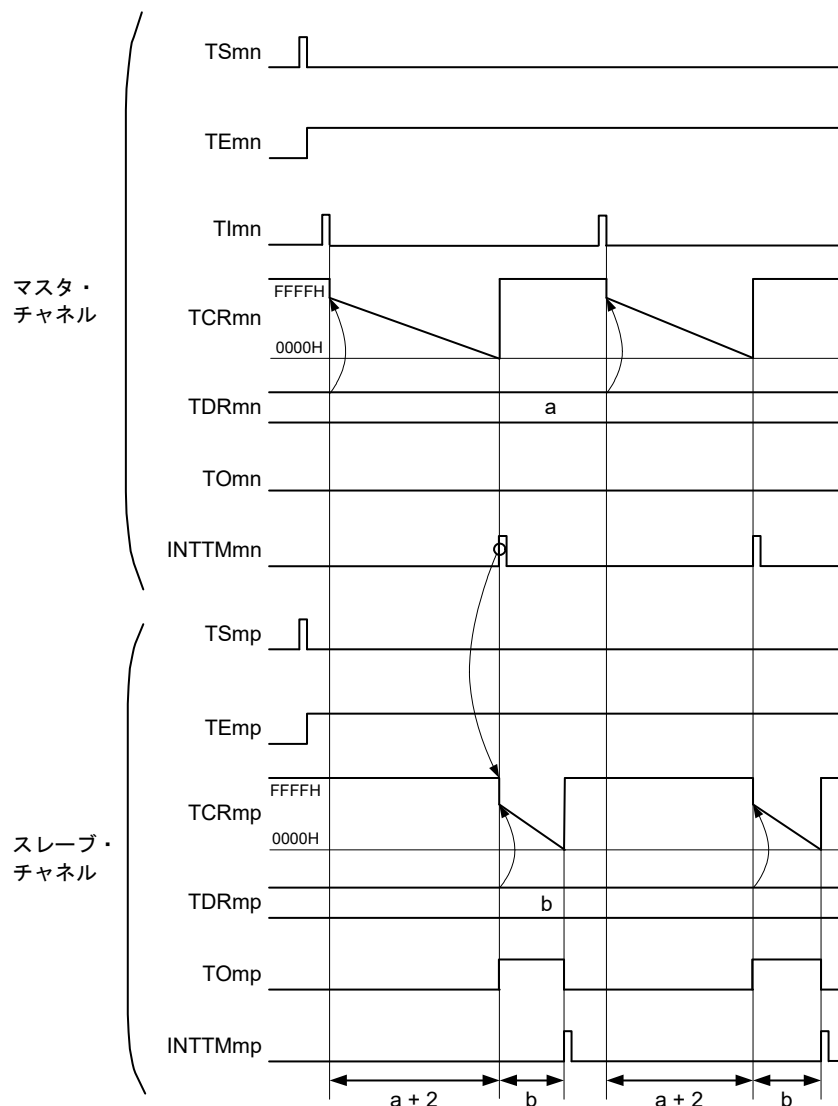 TSmn
TEmn
TImn
マスタ・
チャネル
FFFFH
TCRmn
0000H
TDRmn
a
TOmn
INTTMmn
TSmp
TEmp
FFFFH
TCRmp
0000H
スレーブ・
チャネル
TDRmp
b
TOmp
INTTMmp
a + 2
b
a + 2
b